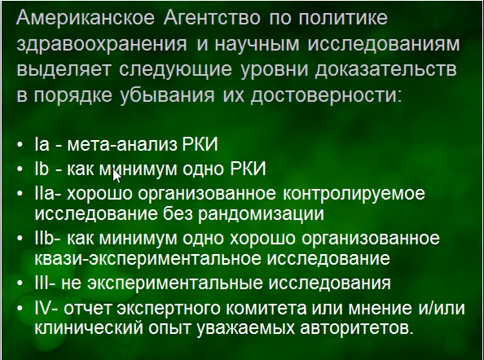 Американское Агентство по политике
здравоохранения и научным исследованиям
выделяет следующие уровни доказательств
в порядке убывания их достоверности:
• Ia - мета-анализ РКИ
• Ib - как минимум одно РКИ
• IIa- хорошо организованное контролируемое
исследование без рандомизации
• IIb- как минимум одно хорошо организованное
квази-экспериментальное исследование
• III- не экспериментальные исследования
• IV- отчет экспертного комитета или мнение и/или
клинический опыт уважаемых авторитетов.